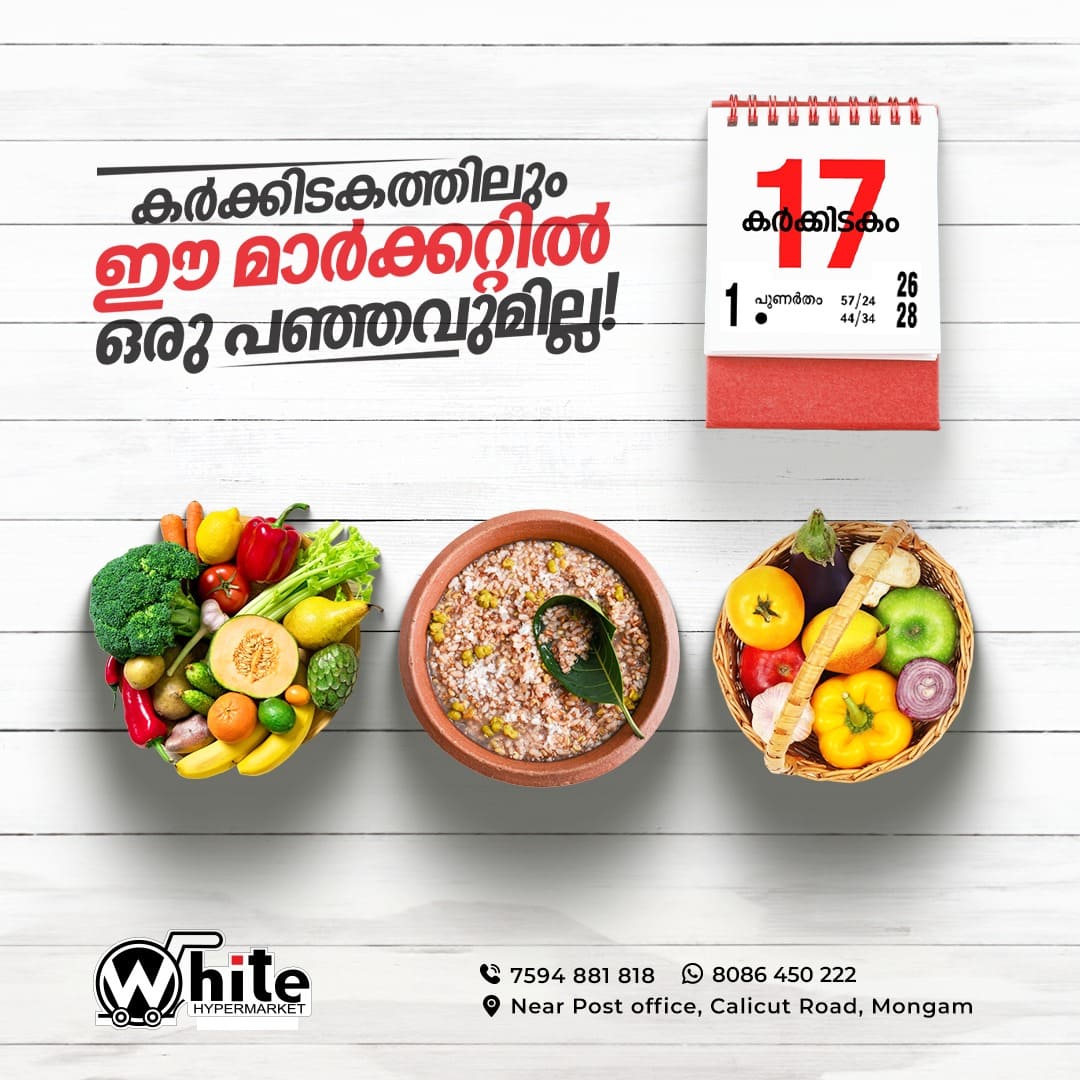 കർക്കിടകത്തിലും
ഈ മാർക്കറ്റിൽ
ഒരു പഞ്ഞവുമില്ല!
17
കർക്കിടകം
1 പുണർതം 57/24 26
44/34 28
White
HYPERMARKET
7594 881 818 8086 450 222
Near Post office, Calicut Road, Mongam